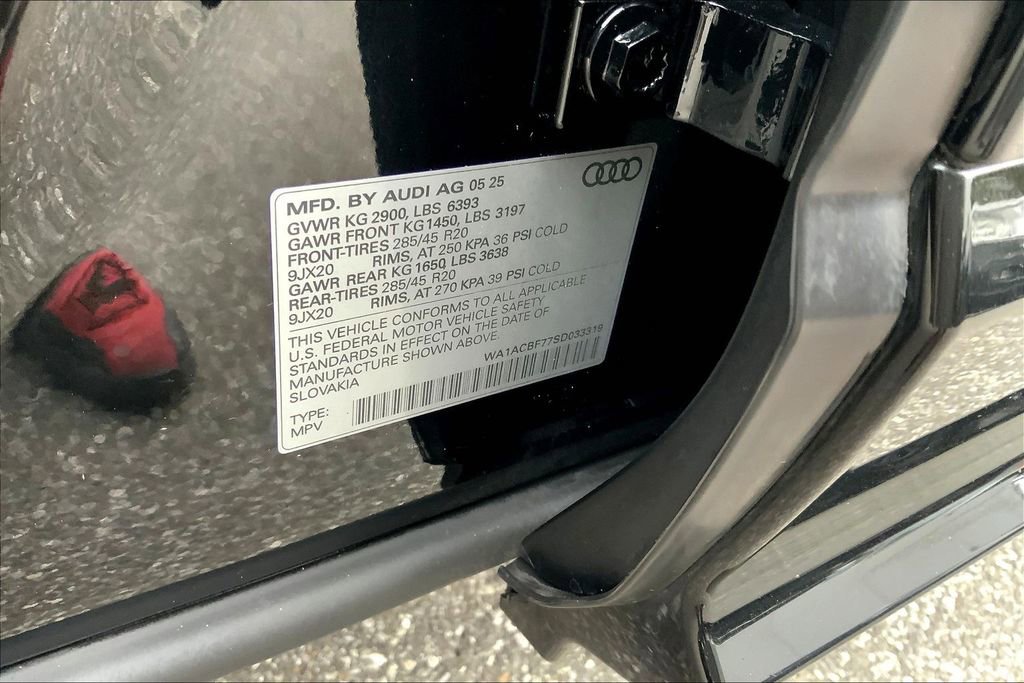 MFD. BY AUDI AG 05 25
GVWR KG 2900, LBS 6393
GAWR FRONT KG1450, LBS 3197
FRONT-TIRES 285/45 R20
9JX20 RIMS, AT 250 KPA 36 PSI COLD
GAWR REAR KG 1650, LBS 3638
REAR-TIRES 285/45 R20
9JX20 RIMS, AT 270 KPA 39 PSI COLD
THIS VEHICLE CONFORMS TO ALL APPLICABLE
U.S. FEDERAL MOTOR VEHICLE SAFETY
STANDARDS IN EFFECT ON THE DATE OF
MANUFACTURE SHOWN ABOVE.
SLOVAKIA WA1ACBF77SD033319
TYPE:
MPV